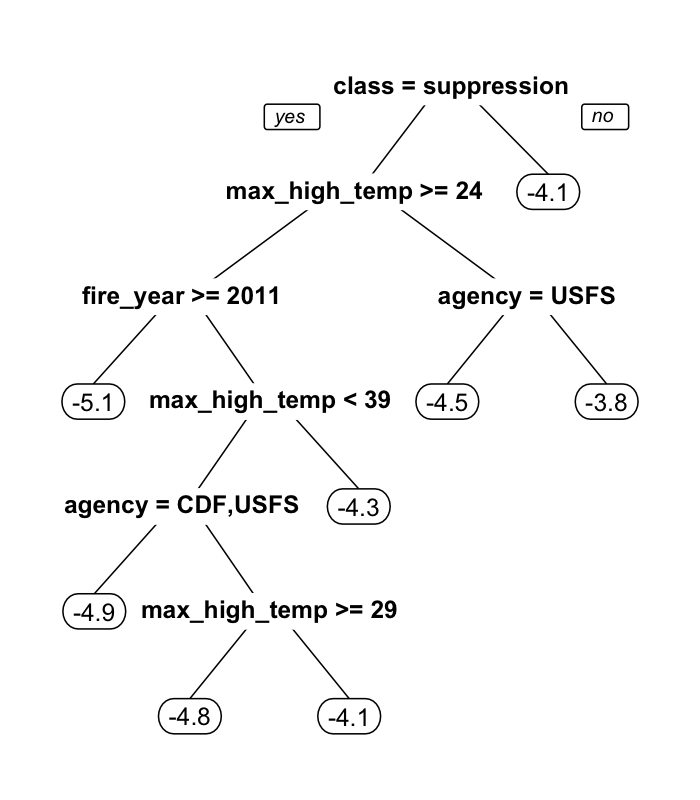 class = suppression
yes
no
max_high_temp >= 24
-4.1
fire_year >= 2011
agency = USFS
-5.1
max_high_temp < 39
-4.5
-3.8
agency = CDF,USFS
-4.3
-4.9
max_high_temp >= 29
-4.8
-4.1